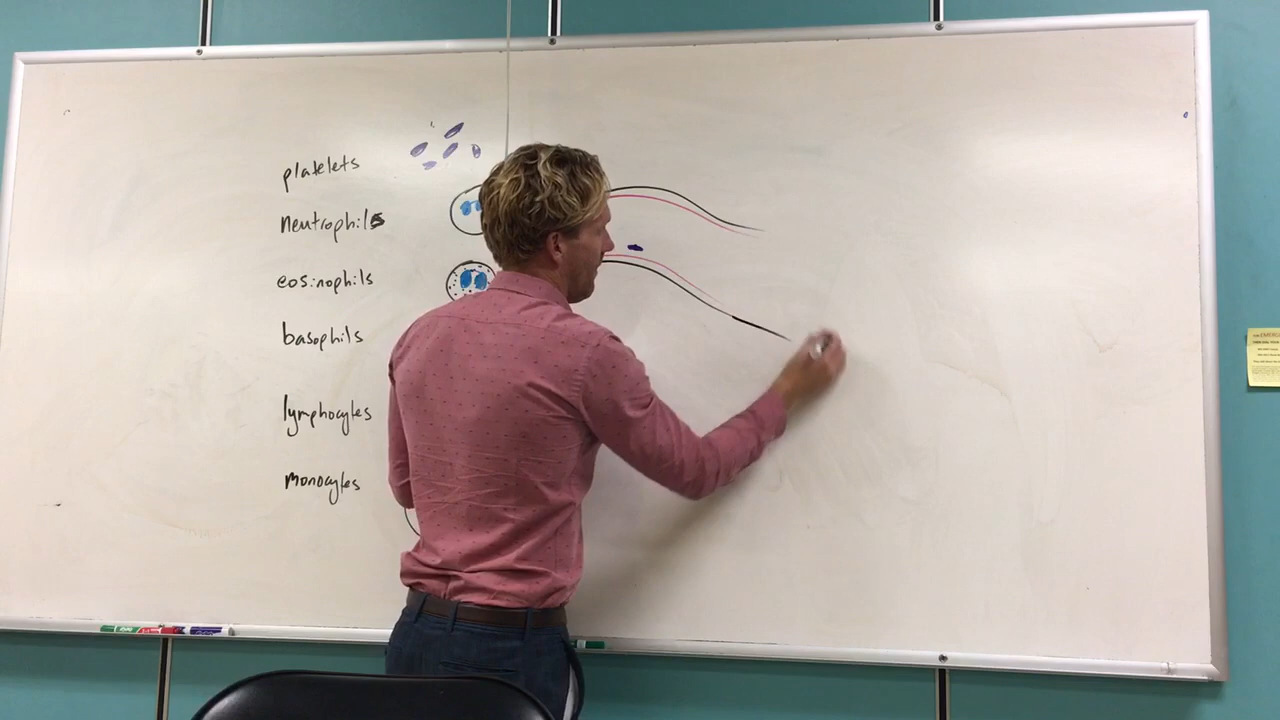 platelets
neutrophils
eosinophils
basophils
lymphocytes
monocytes